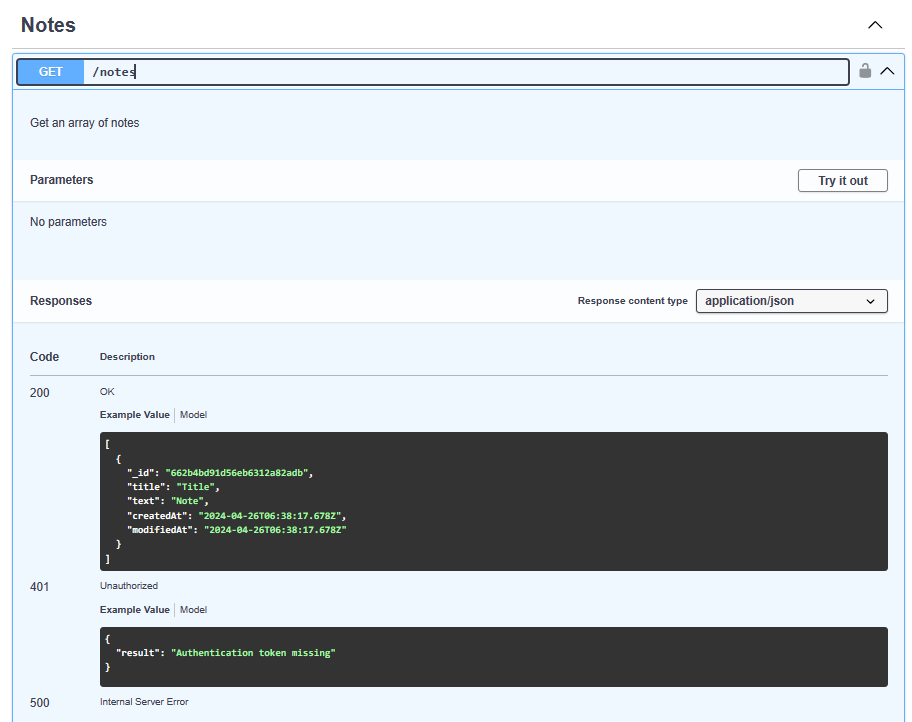 Notes
GET /notes
Get an array of notes
Parameters Try it out
No parameters
Responses Response content type application/json
Code Description
200 OK
Example Value Model
[
  {
    "_id": "662b4bd91d56eb6312a82adb",
    "title": "Title",
    "text": "Note",
    "createdAt": "2024-04-26T06:38:17.678Z",
    "modifiedAt": "2024-04-26T06:38:17.678Z"
  }
]
401 Unauthorized
Example Value Model
{
  "result": "Authentication token missing"
}
500 Internal Server Error